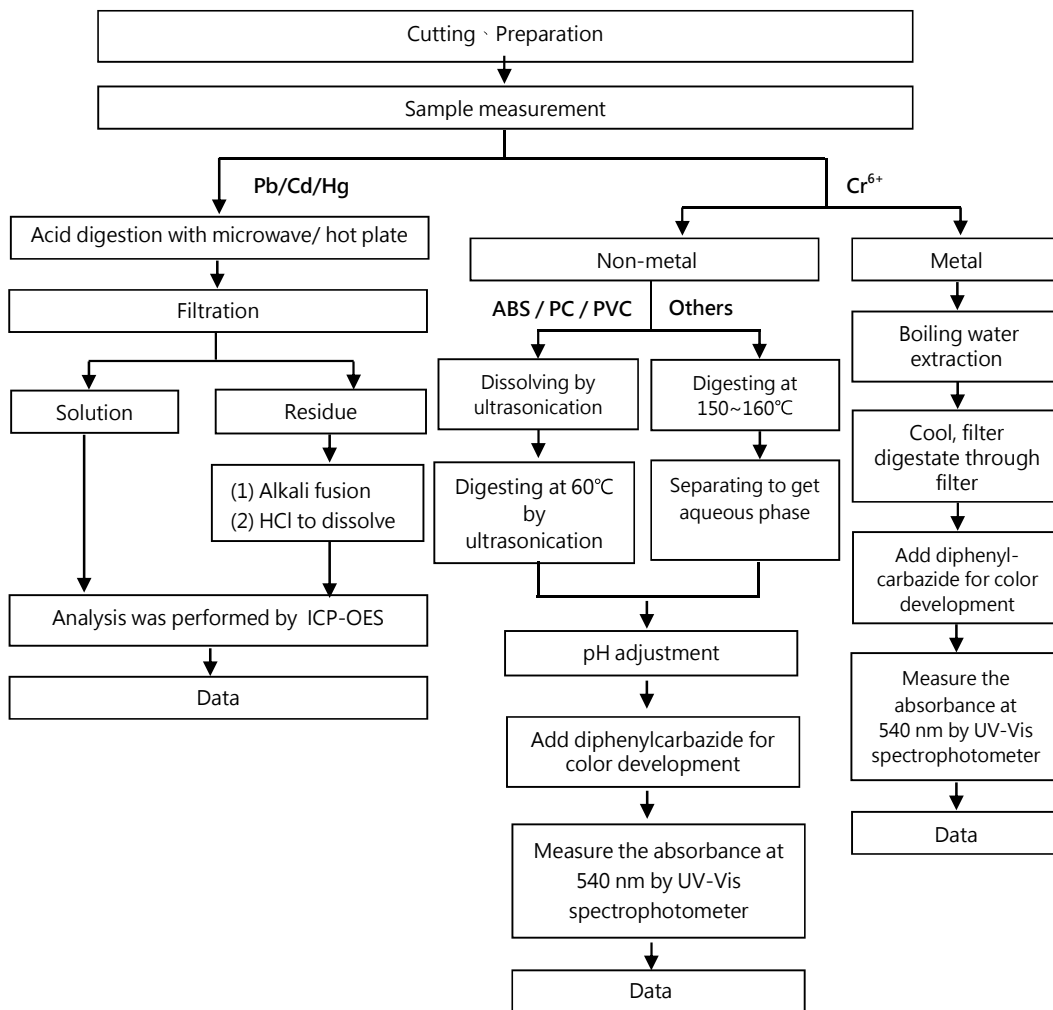 Cutting、Preparation
Sample measurement
Pb/Cd/Hg
Cr⁶⁺
Acid digestion with microwave/ hot plate
Filtration
Solution
Residue
(1) Alkali fusion
(2) HCl to dissolve
Analysis was performed by ICP-OES
Data
Non-metal
ABS / PC / PVC
Others
Dissolving by
ultrasonication
Digesting at 60℃
by
ultrasonication
Digesting at
150~160℃
Separating to get
aqueous phase
pH adjustment
Add diphenylcarbazide for
color development
Measure the absorbance at
540 nm by UV-Vis
spectrophotometer
Data
Metal
Boiling water
extraction
Cool, filter
digestate through
filter
Add diphenyl-
carbazide for color
development
Measure the
absorbance at
540 nm by UV-Vis
spectrophotometer
Data